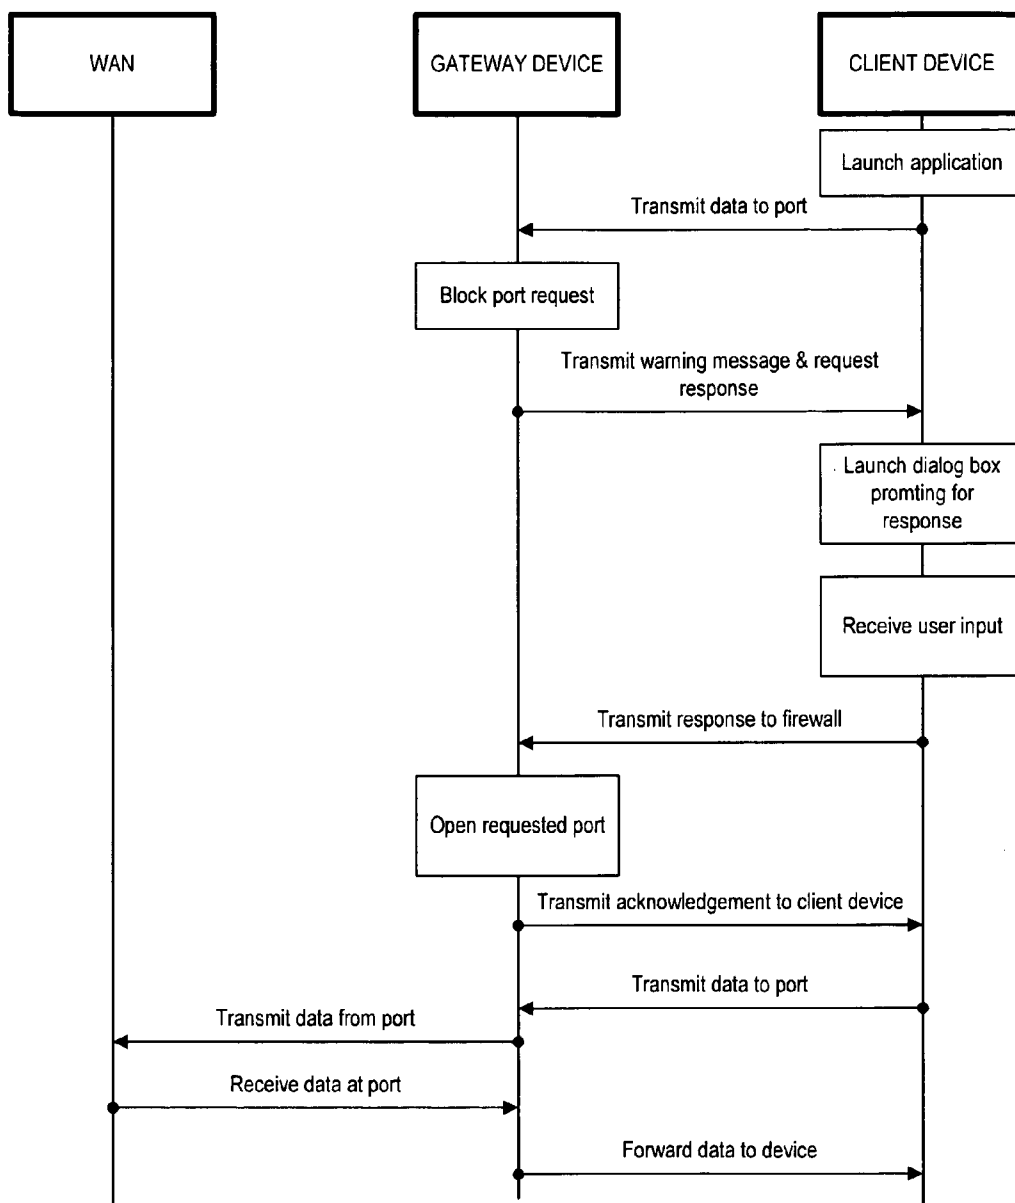 WAN
GATEWAY DEVICE
CLIENT DEVICE
Launch application
Transmit data to port
Block port request
Transmit warning message & request
response
Launch dialog box
promting for
response
Receive user input
Transmit response to firewall
Open requested port
Transmit acknowledgement to client device
Transmit data to port
Transmit data from port
Receive data at port
Forward data to device